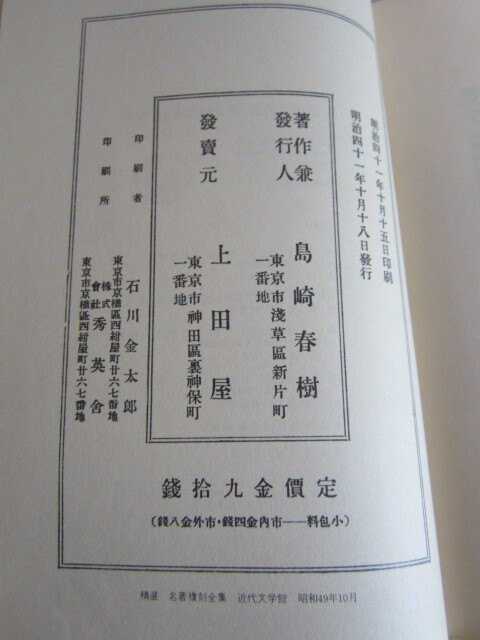 明治四十一年十月十五日印刷
明治四十一年十月十八日發行
著作兼
發行人
島崎春樹
東京市淺草區新片町
一番地
發賣元
上田屋
東京市神田區裏神保町
一番地
印刷者
石川金太郎
東京市京橋區西紺屋町廿六七番地
印刷所
株式
會社
秀英舍
東京市京橋區西紺屋町廿六七番地
定價金九拾錢
(小包料——市内金四錢・市外金八錢)
精選 名著複刻全集 近代文学館 昭和49年10月